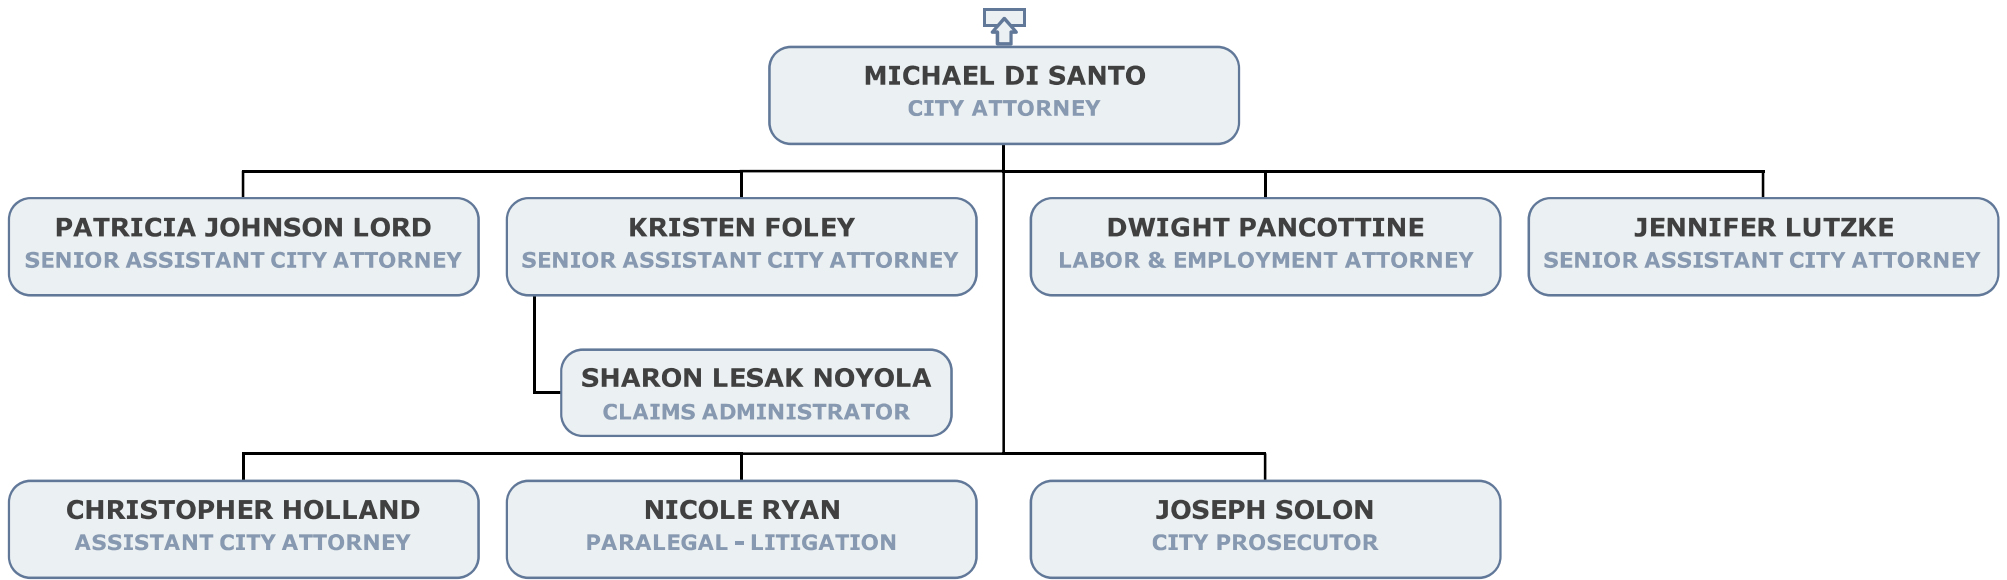 MICHAEL DI SANTO
CITY ATTORNEY
PATRICIA JOHNSON LORD
SENIOR ASSISTANT CITY ATTORNEY
KRISTEN FOLEY
SENIOR ASSISTANT CITY ATTORNEY
DWIGHT PANCOTTINE
LABOR & EMPLOYMENT ATTORNEY
JENNIFER LUTZKE
SENIOR ASSISTANT CITY ATTORNEY
SHARON LESAK NOYOLA
CLAIMS ADMINISTRATOR
CHRISTOPHER HOLLAND
ASSISTANT CITY ATTORNEY
NICOLE RYAN
PARALEGAL - LITIGATION
JOSEPH SOLON
CITY PROSECUTOR